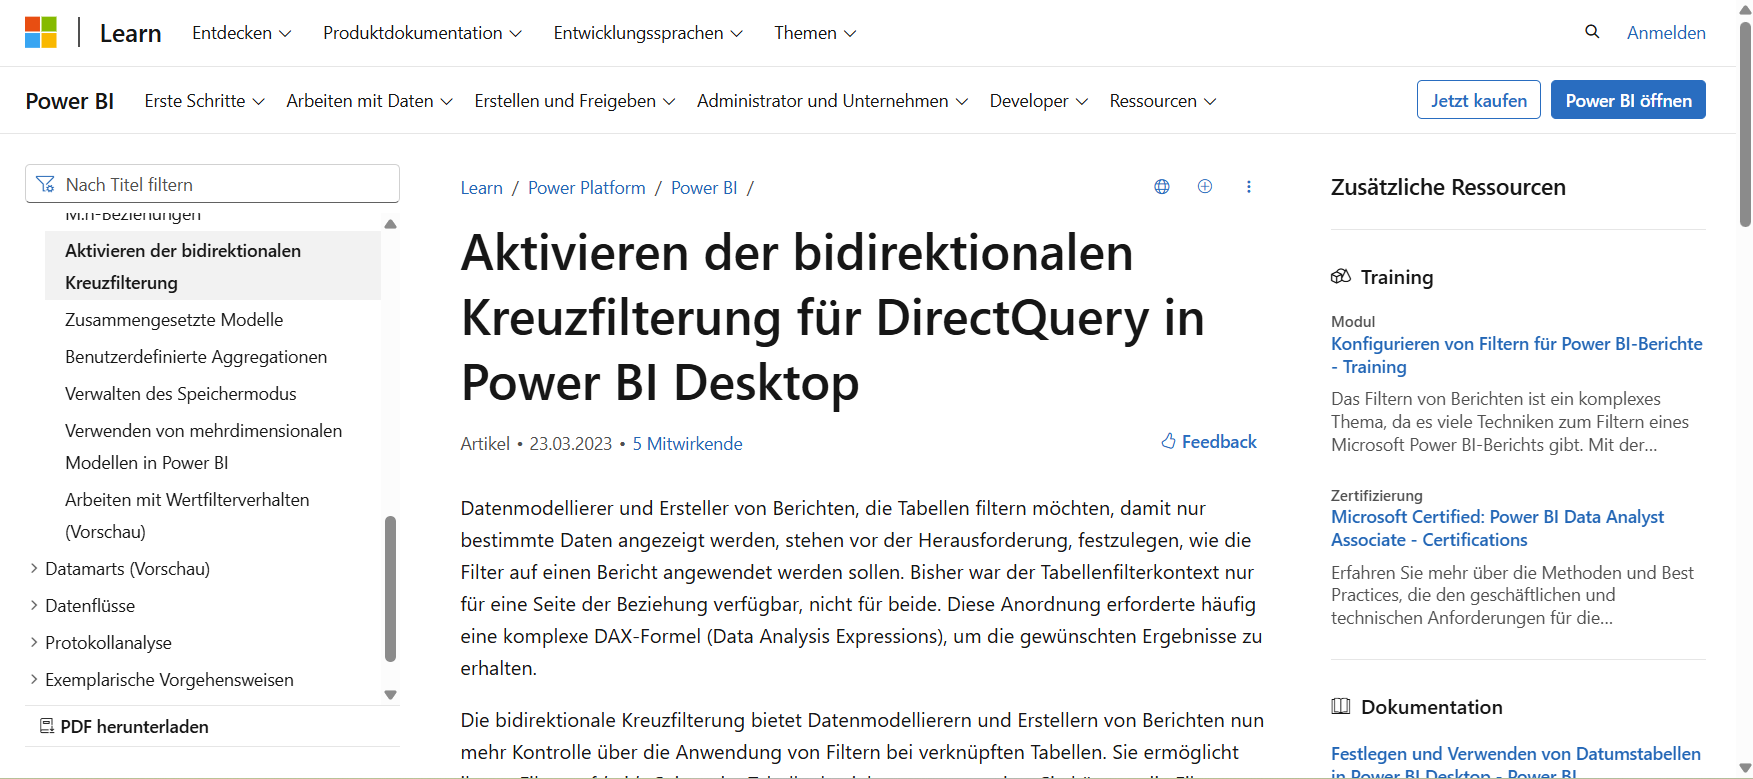 Learn Entdecken Produktdokumentation Entwicklungssprachen Themen Anmelden
Power BI Erste Schritte Arbeiten mit Daten Erstellen und Freigeben Administrator und Unternehmen Developer Ressourcen Jetzt kaufen Power BI öffnen
Nach Titel filtern
M:n-Beziehungen
Aktivieren der bidirektionalen
Kreuzfilterung
Zusammengesetzte Modelle
Benutzerdefinierte Aggregationen
Verwalten des Speichermodus
Verwenden von mehrdimensionalen
Modellen in Power BI
Arbeiten mit Wertfilterverhalten
(Vorschau)
Datamarts (Vorschau)
Datenflüsse
Protokollanalyse
Exemplarische Vorgehensweisen
PDF herunterladen
Learn / Power Platform / Power BI /
Aktivieren der bidirektionalen
Kreuzfilterung für DirectQuery in
Power BI Desktop
Artikel • 23.03.2023 • 5 Mitwirkende
Feedback
Datenmodellierer und Ersteller von Berichten, die Tabellen filtern möchten, damit nur
bestimmte Daten angezeigt werden, stehen vor der Herausforderung, festzulegen, wie die
Filter auf einen Bericht angewendet werden sollen. Bisher war der Tabellenfilterkontext nur
für eine Seite der Beziehung verfügbar, nicht für beide. Diese Anordnung erforderte häufig
eine komplexe DAX-Formel (Data Analysis Expressions), um die gewünschten Ergebnisse zu
erhalten.
Die bidirektionale Kreuzfilterung bietet Datenmodellierern und Erstellern von Berichten nun
mehr Kontrolle über die Anwendung von Filtern bei verknüpften Tabellen. Sie ermöglicht
Zusätzliche Ressourcen
Training
Modul
Konfigurieren von Filtern für Power BI-Berichte
- Training
Das Filtern von Berichten ist ein komplexes
Thema, da es viele Techniken zum Filtern eines
Microsoft Power BI-Berichts gibt. Mit der...
Zertifizierung
Microsoft Certified: Power BI Data Analyst
Associate - Certifications
Erfahren Sie mehr über die Methoden und Best
Practices, die den geschäftlichen und
technischen Anforderungen für die...
Dokumentation
Festlegen und Verwenden von Datumstabellen
in Power BI Desktop - Power BI